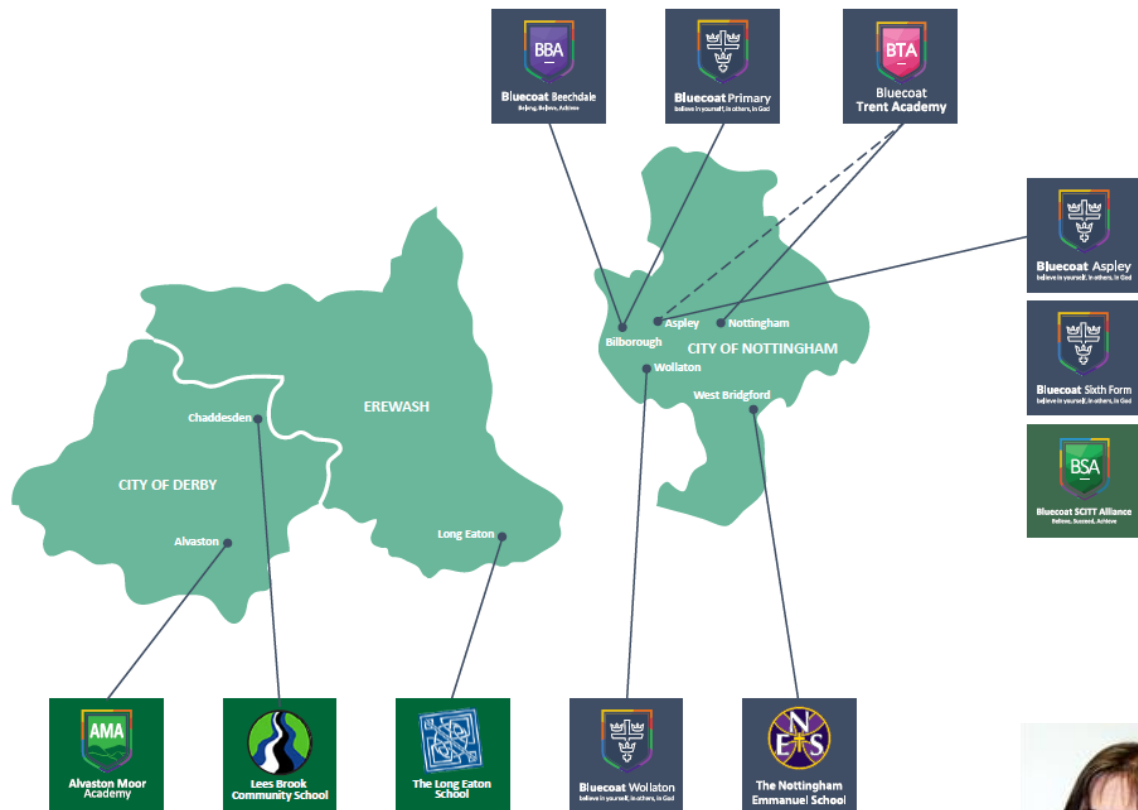 BBA
Bluecoat Beechdale
Belong, Believe, Achieve
Bluecoat Primary
believe in yourself, in others, in God
BTA
Bluecoat
Trent Academy
Bluecoat Aspley
believe in yourself, in others, in God
Aspley
Nottingham
Bilborough
CITY OF NOTTINGHAM
Wollaton
Bluecoat Sixth Form
believe in yourself, in others, in God
West Bridgford
EREWASH
Chaddesden
CITY OF DERBY
BSA
Bluecoat SCITT Alliance
Believe, Succeed, Achieve
Long Eaton
Alvaston
AMA
Alvaston Moor
Academy
Lees Brook
Community School
The Long Eaton
School
Bluecoat Wollaton
believe in yourself, in others, in God
N
E S
The Nottingham
Emmanuel School